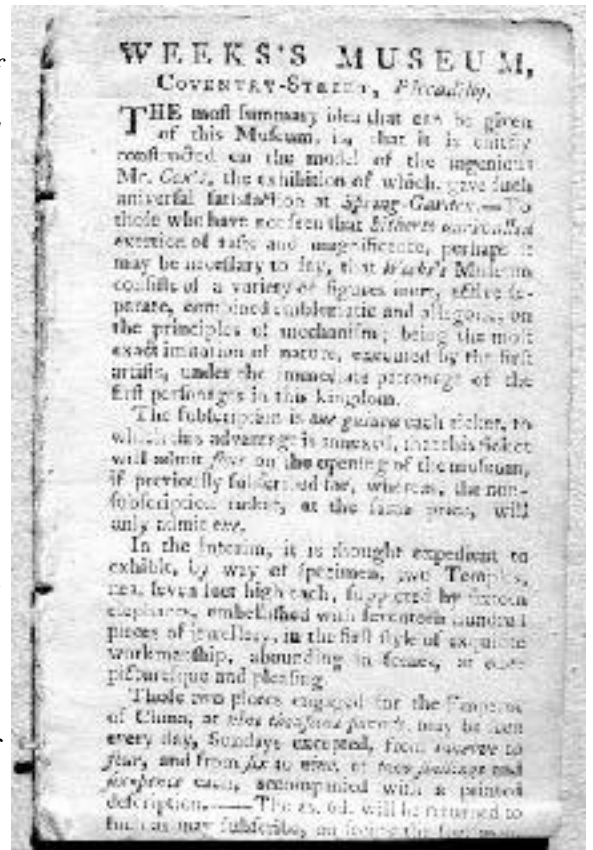 WEEKS'S MUSEUM,
COVENTRY-STREET, Piccadilly.
THE moſt ſummary idea that can be given
of this Muſeum, is, that it is entirely
conſtructed on the model of the ingenious
Mr. Cox's, the exhibition of which, gave ſuch
univerſal ſatisfaction at Spring-Garden.—To
thoſe who have not ſeen that hitherto unrivalled
exertion of taſte and magnificence, perhaps it
may be neceſſary to ſay, that Weeks's Muſeum
conſiſts of a variety of figures
parate, combined emblematic and allegoric, on
the principles of mechaniſm; being the moſt
exact imitation of nature, executed by the firſt
artiſts, under the immediate patronage of the
firſt perſonages in this kingdom.
The ſubſcription is one guinea each ticket, to
which this advantage is annexed, that this ticket
will admit four on the opening of the muſeum,
if previouſly ſubſcribed for, whereas, the non-
ſubſcription ticket, at the ſame price, will
only admit one.
In the interim, it is thought expedient to
exhibit, by way of ſpecimen, two Temples,
near ſeven feet high each, ſupported by ſixteen
elephants, embelliſhed with ſeventeen hundred
pieces of jewellery, in the firſt ſtyle of exquiſite
workmanſhip, abounding in ſcenes, at once
pictureſque and pleaſing.
Thoſe two pieces engaged for the Emperor
of China, at nine thouſand pounds, may be ſeen
every day, Sundays excepted, from twelve to
four, and from ſix to nine, at two ſhillings and
ſixpence each, accompanied with a printed
deſcription.——The 2s. 6d. will be returned to
ſuch as may ſubſcribe, on